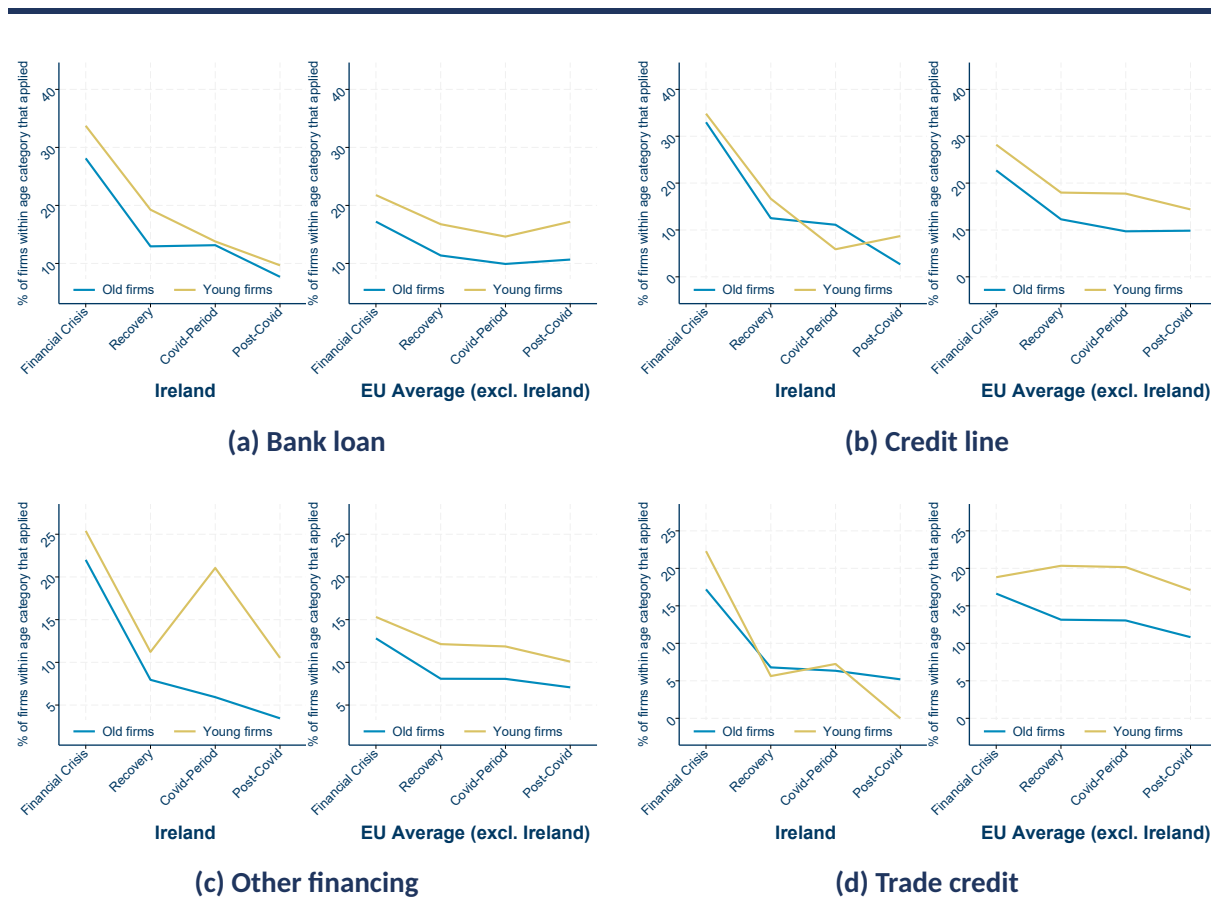 % of firms within age category that applied
40
30
20
10
Old firms
Young firms
Financial Crisis
Recovery
Covid-Period
Post-Covid
Ireland
% of firms within age category that applied
40
30
20
10
Old firms
Young firms
Financial Crisis
Recovery
Covid-Period
Post-Covid
EU Average (excl. Ireland)
(a) Bank loan
% of firms within age category that applied
40
30
20
10
0
Old firms
Young firms
Financial Crisis
Recovery
Covid-Period
Post-Covid
Ireland
% of firms within age category that applied
40
30
20
10
0
Old firms
Young firms
Financial Crisis
Recovery
Covid-Period
Post-Covid
EU Average (excl. Ireland)
(b) Credit line
% of firms within age category that applied
25
20
15
10
5
Old firms
Young firms
Financial Crisis
Recovery
Covid-Period
Post-Covid
Ireland
% of firms within age category that applied
25
20
15
10
5
Old firms
Young firms
Financial Crisis
Recovery
Covid-Period
Post-Covid
EU Average (excl. Ireland)
(c) Other financing
% of firms within age category that applied
25
20
15
10
5
0
Old firms
Young firms
Financial Crisis
Recovery
Covid-Period
Post-Covid
Ireland
% of firms within age category that applied
25
20
15
10
5
0
Old firms
Young firms
Financial Crisis
Recovery
Covid-Period
Post-Covid
EU Average (excl. Ireland)
(d) Trade credit